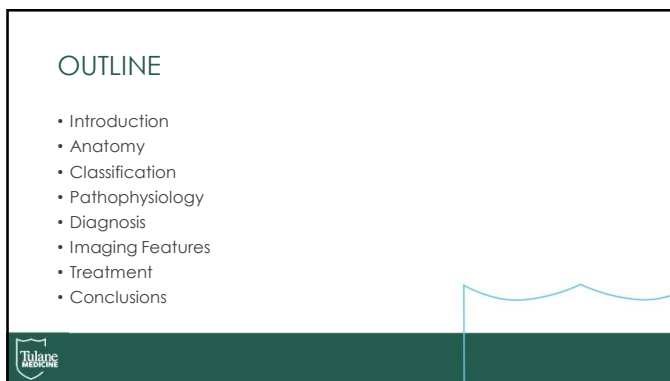 OUTLINE
• Introduction
• Anatomy
• Classification
• Pathophysiology
• Diagnosis
• Imaging Features
• Treatment
• Conclusions
Tulane
MEDICINE